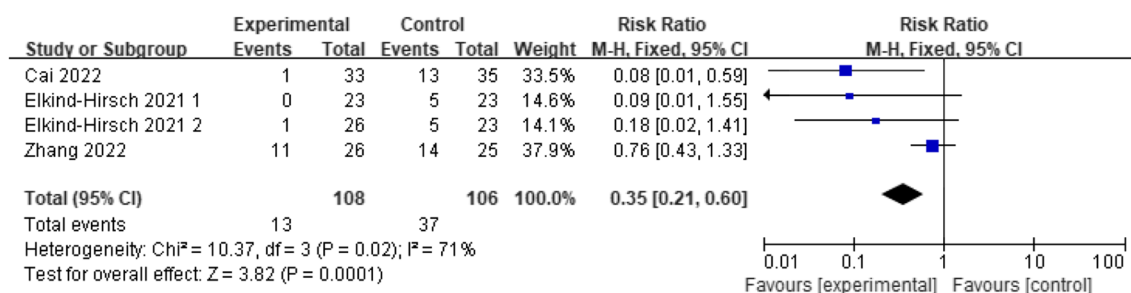 Experimental Control Risk Ratio Risk Ratio
Study or Subgroup Events Total Events Total Weight M-H, Fixed, 95% CI M-H, Fixed, 95% CI
Cai 2022 1 33 13 35 33.5% 0.08 [0.01, 0.59]
Elkind-Hirsch 2021 1 0 23 5 23 14.6% 0.09 [0.01, 1.55]
Elkind-Hirsch 2021 2 1 26 5 23 14.1% 0.18 [0.02, 1.41]
Zhang 2022 11 26 14 25 37.9% 0.76 [0.43, 1.33]
Total (95% CI) 108 106 100.0% 0.35 [0.21, 0.60]
Total events 13 37
Heterogeneity: Chi² = 10.37, df = 3 (P = 0.02); I² = 71%
Test for overall effect: Z = 3.82 (P = 0.0001)
0.01 0.1 1 10 100
Favours [experimental] Favours [control]